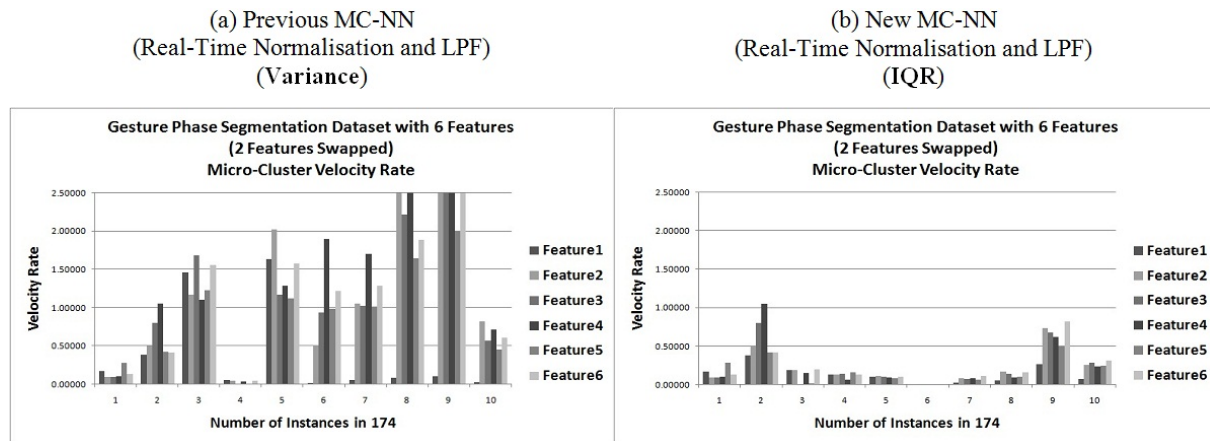 (a) Previous MC-NN
(Real-Time Normalisation and LPF)
(Variance)
Gesture Phase Segmentation Dataset with 6 Features
(2 Features Swapped)
Micro-Cluster Velocity Rate
Velocity Rate
2.50000
2.00000
1.50000
1.00000
0.50000
0.00000
1 2 3 4 5 6 7 8 9 10
Number of Instances in 174
Feature1
Feature2
Feature3
Feature4
Feature5
Feature6
(b) New MC-NN
(Real-Time Normalisation and LPF)
(IQR)
Gesture Phase Segmentation Dataset with 6 Features
(2 Features Swapped)
Micro-Cluster Velocity Rate
Velocity Rate
2.50000
2.00000
1.50000
1.00000
0.50000
0.00000
1 2 3 4 5 6 7 8 9 10
Number of Instances in 174
Feature1
Feature2
Feature3
Feature4
Feature5
Feature6